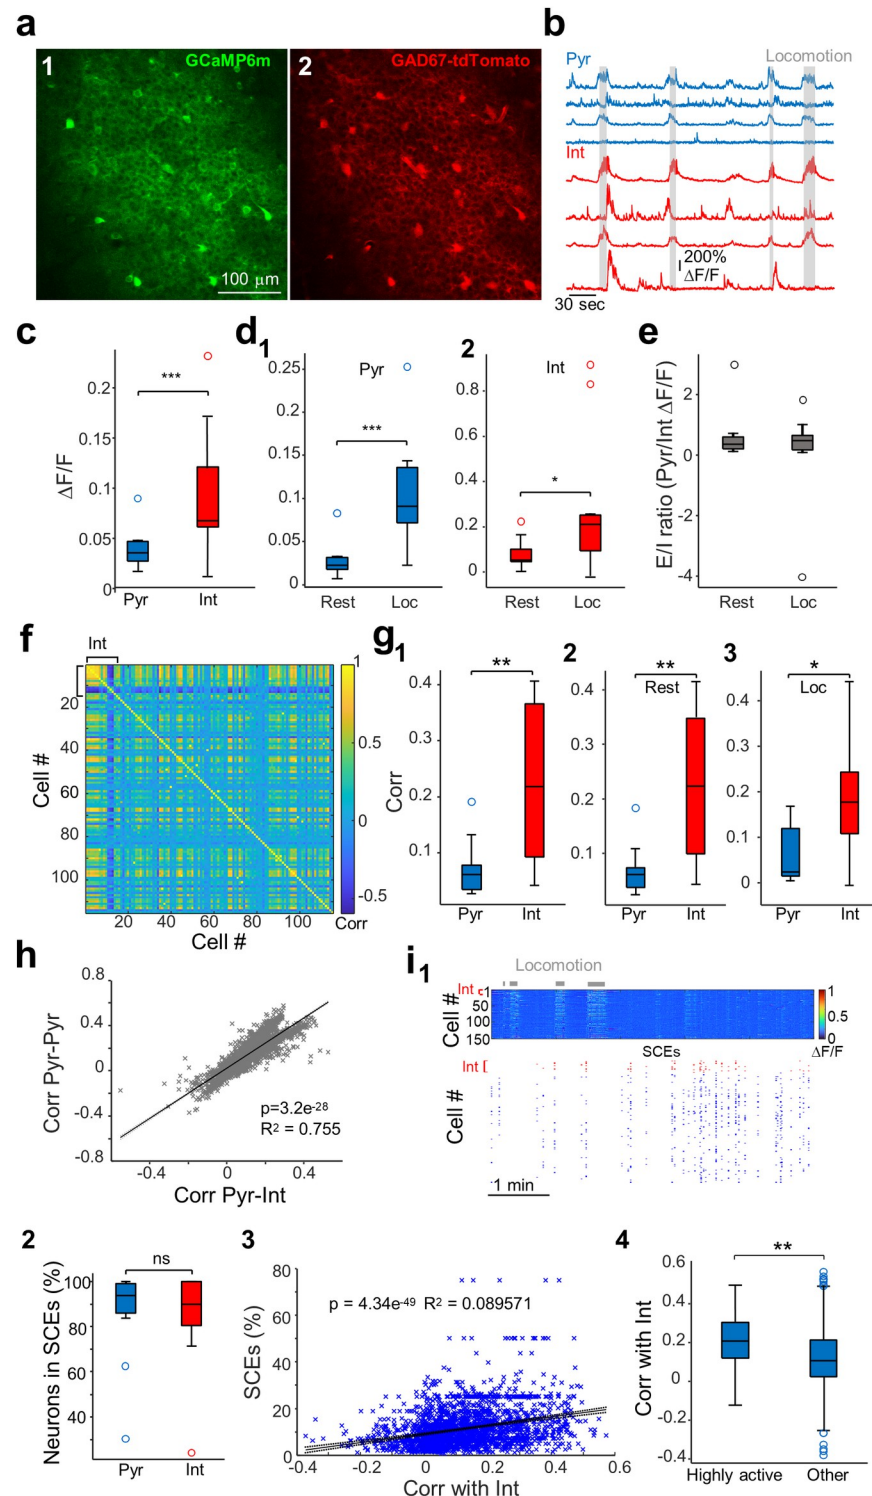 a
1 GCaMP6m
2 GAD67-tdTomato
100 µm
b
Pyr Locomotion
Int
200%
ΔF/F
30 sec
c
ΔF/F
0.2
0.1
0.05
0
***
Pyr Int
d1
Pyr
0.25
0.2
0.15
0.1
0.05
0
***
Rest Loc
2
Int
0.8
0.6
0.4
0.2
0
*
Rest Loc
e
E/I ratio (Pyr/Int ΔF/F)
2
0
-2
-4
Rest Loc
f
Int
Cell #
20
40
60
80
100
20 40 60 80 100
Cell #
1
0.5
0
-0.5
Corr
g1
Corr
**
0.4
0.3
0.2
0.1
Pyr Int
2
**
Rest
0.4
0.3
0.2
0.1
Pyr Int
3
*
Loc
0.4
0.3
0.2
0.1
0
Pyr Int
h
Corr Pyr-Pyr
0.8
0.4
0
-0.4
-0.8
p=3.2e-28
R2 = 0.755
-0.4 0 0.4
Corr Pyr-Int
i1
Locomotion
Int 1
50
100
150
Cell #
1
0.5
0
ΔF/F
SCEs
Int
Cell #
1 min
2
ns
Neurons in SCEs (%)
100
80
60
40
Pyr Int
3
SCEs (%)
80
60
40
20
0
p = 4.34e-49 R2 = 0.089571
-0.4 -0.2 0 0.2 0.4 0.6
Corr with Int
4
**
Corr with Int
0.6
0.4
0.2
0
-0.2
-0.4
Highly active Other